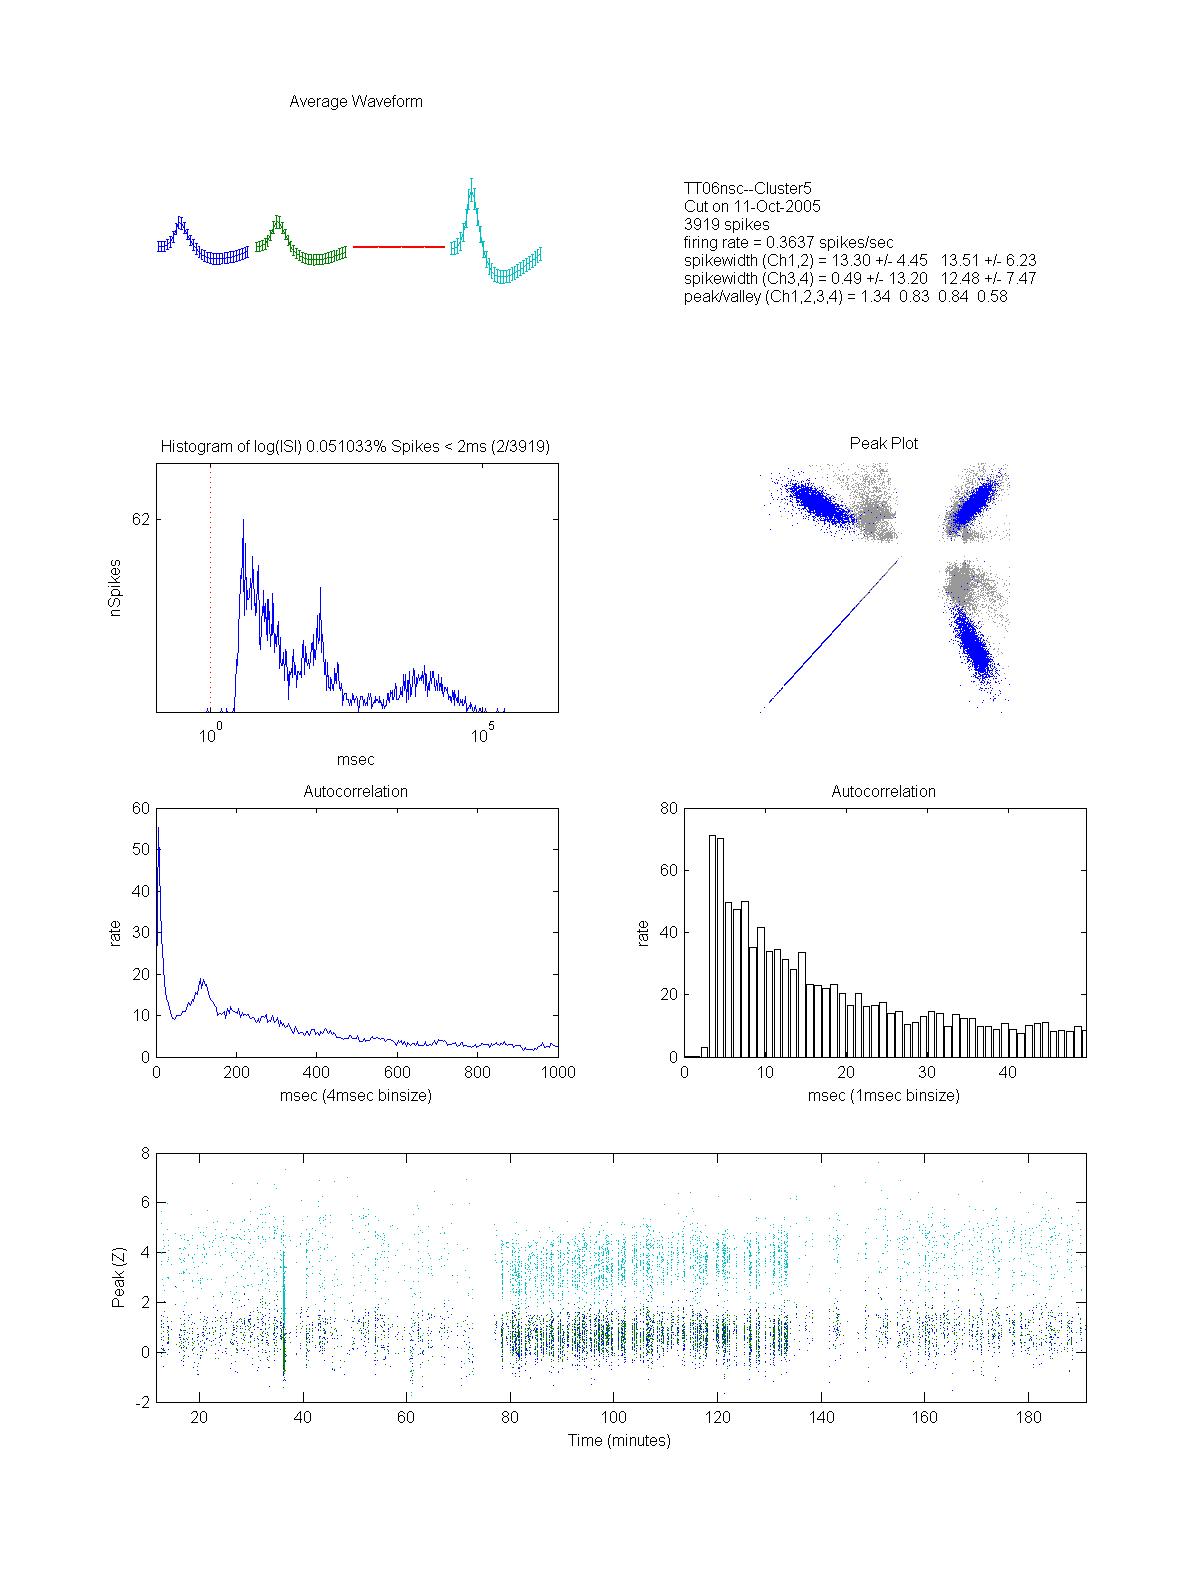 Average Waveform
TT06nsc--Cluster5
Cut on 11-Oct-2005
3919 spikes
firing rate = 0.3637 spikes/sec
spikewidth (Ch1,2) = 13.30 +/- 4.45 13.51 +/- 6.23
spikewidth (Ch3,4) = 0.49 +/- 13.20 12.48 +/- 7.47
peak/valley (Ch1,2,3,4) = 1.34 0.83 0.84 0.58
Histogram of log(ISI) 0.051033% Spikes < 2ms (2/3919)
62
nSpikes
10^0 10^5
msec
Peak Plot
Autocorrelation
60
50
40
30
20
10
0
rate
0 200 400 600 800 1000
msec (4msec binsize)
Autocorrelation
80
60
40
20
0
rate
0 10 20 30 40
msec (1msec binsize)
8
6
4
2
0
-2
Peak (Z)
20 40 60 80 100 120 140 160 180
Time (minutes)